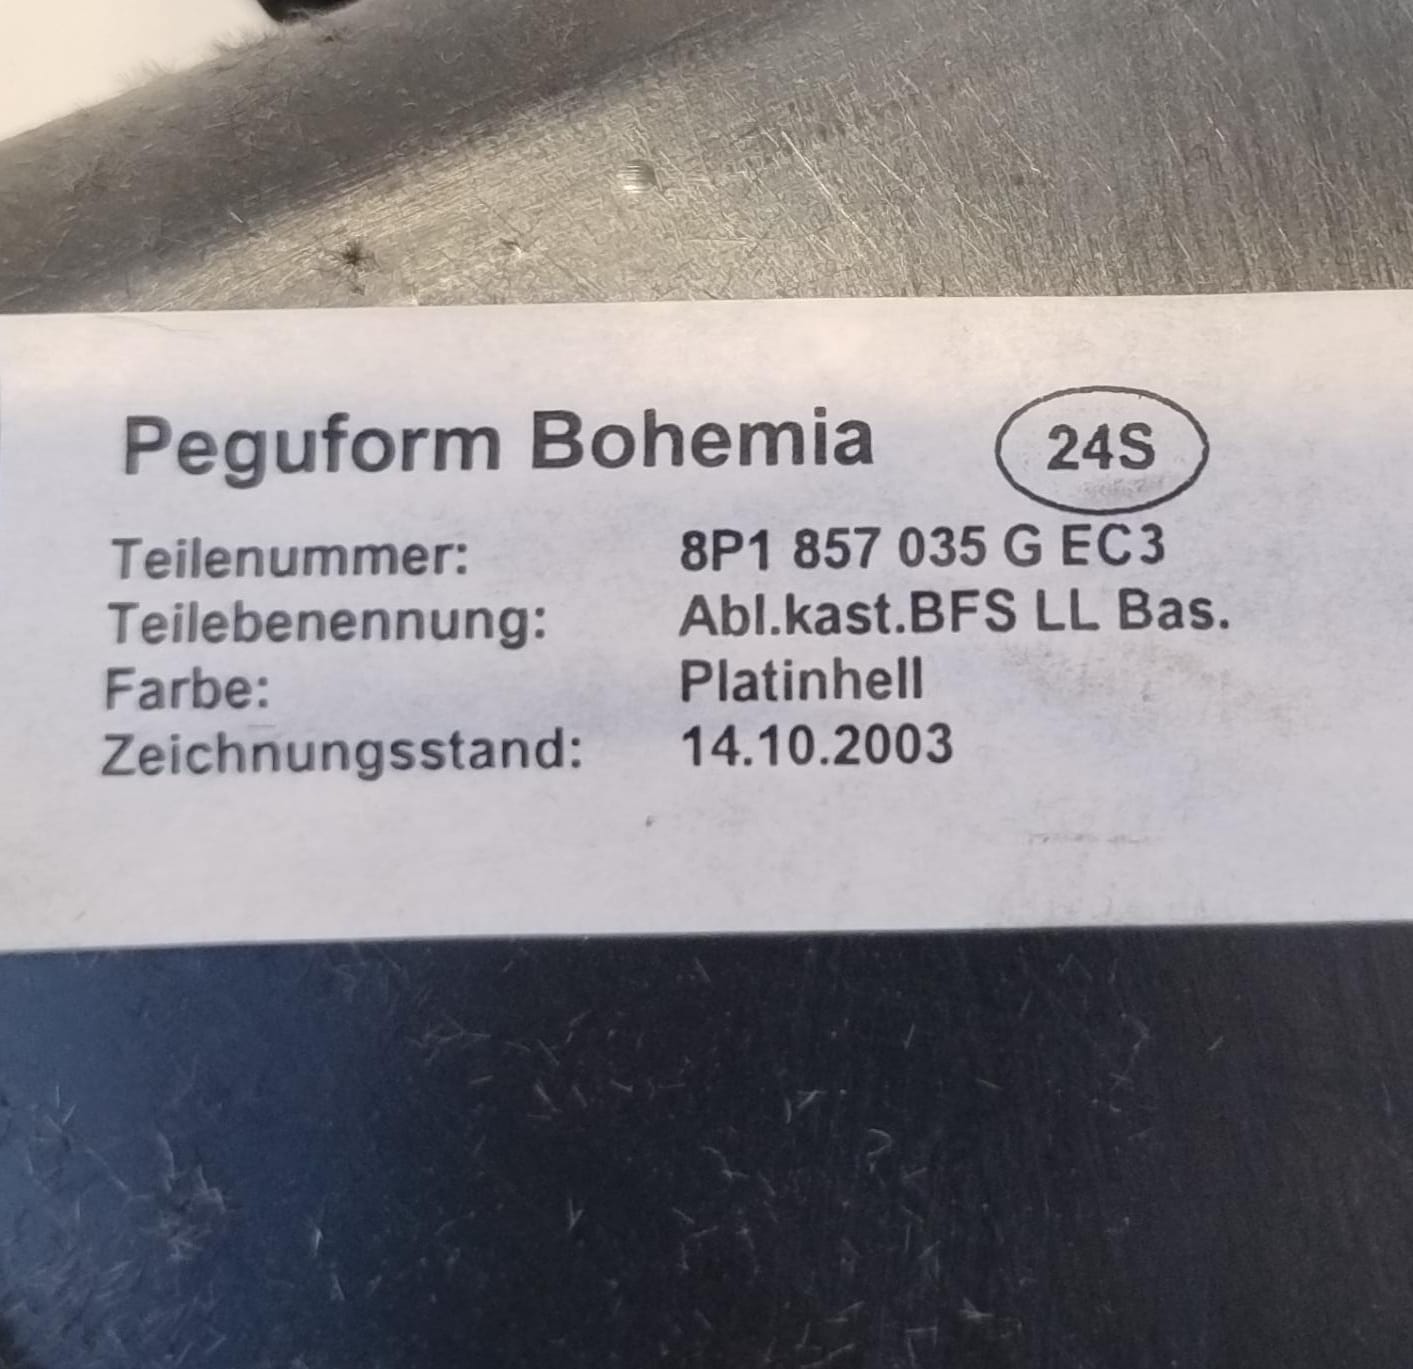 Peguform Bohemia 24S
Teilenummer: 8P1 857 035 G EC3
Teilebenennung: Abl.kast.BFS LL Bas.
Farbe: Platinhell
Zeichnungsstand: 14.10.2003